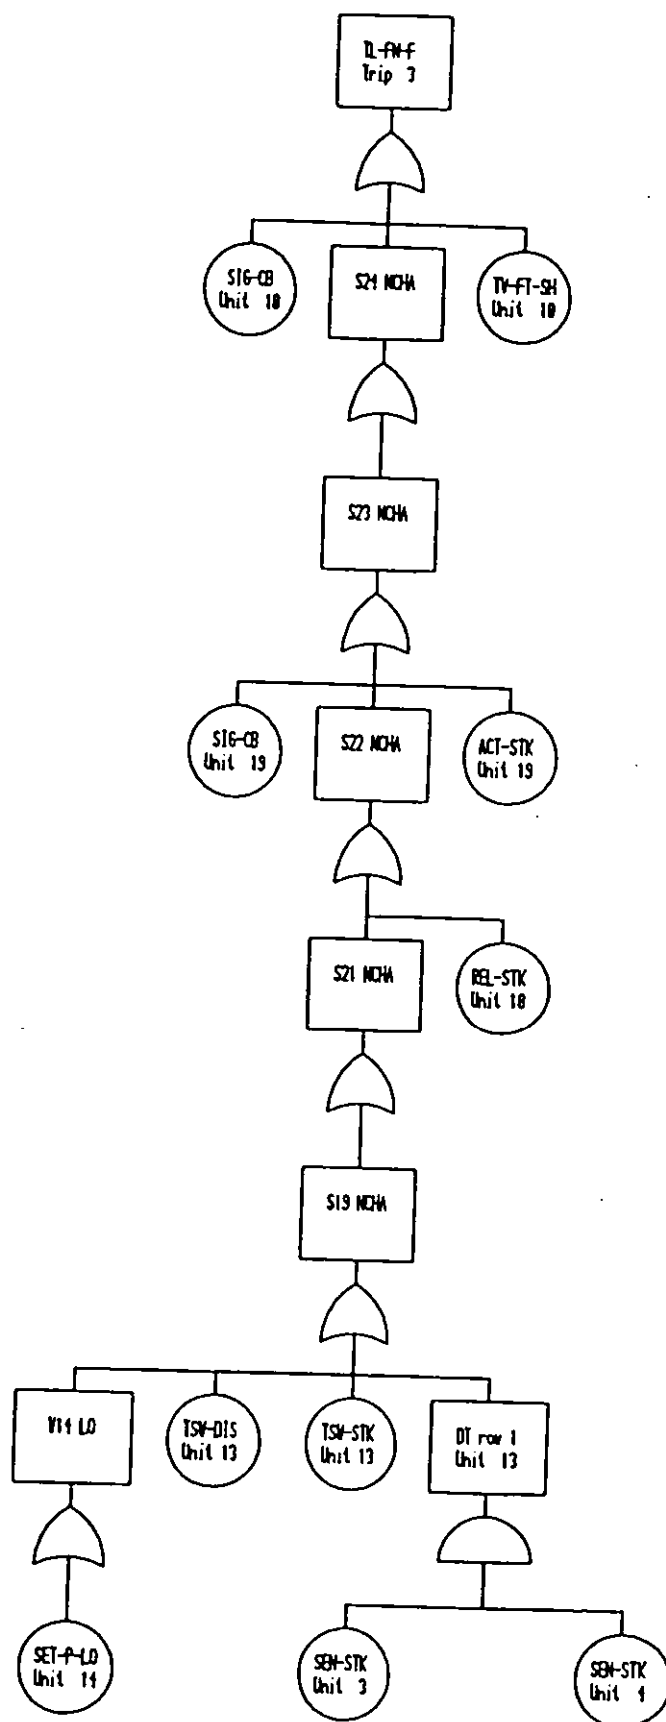 TL-FN-F
Trip 3
SIG-CB
Unit 18
S24 NCHA
TV-FT-SH
Unit 18
S23 NCHA
SIG-CB
Unit 19
S22 NCHA
ACT-STK
Unit 19
S21 NCHA
REL-STK
Unit 18
S19 NCHA
V14 LO
TSW-DIS
Unit 13
TSW-STK
Unit 13
DT row 1
Unit 13
SET-P-LO
Unit 14
SEN-STK
Unit 3
SEN-STK
Unit 4